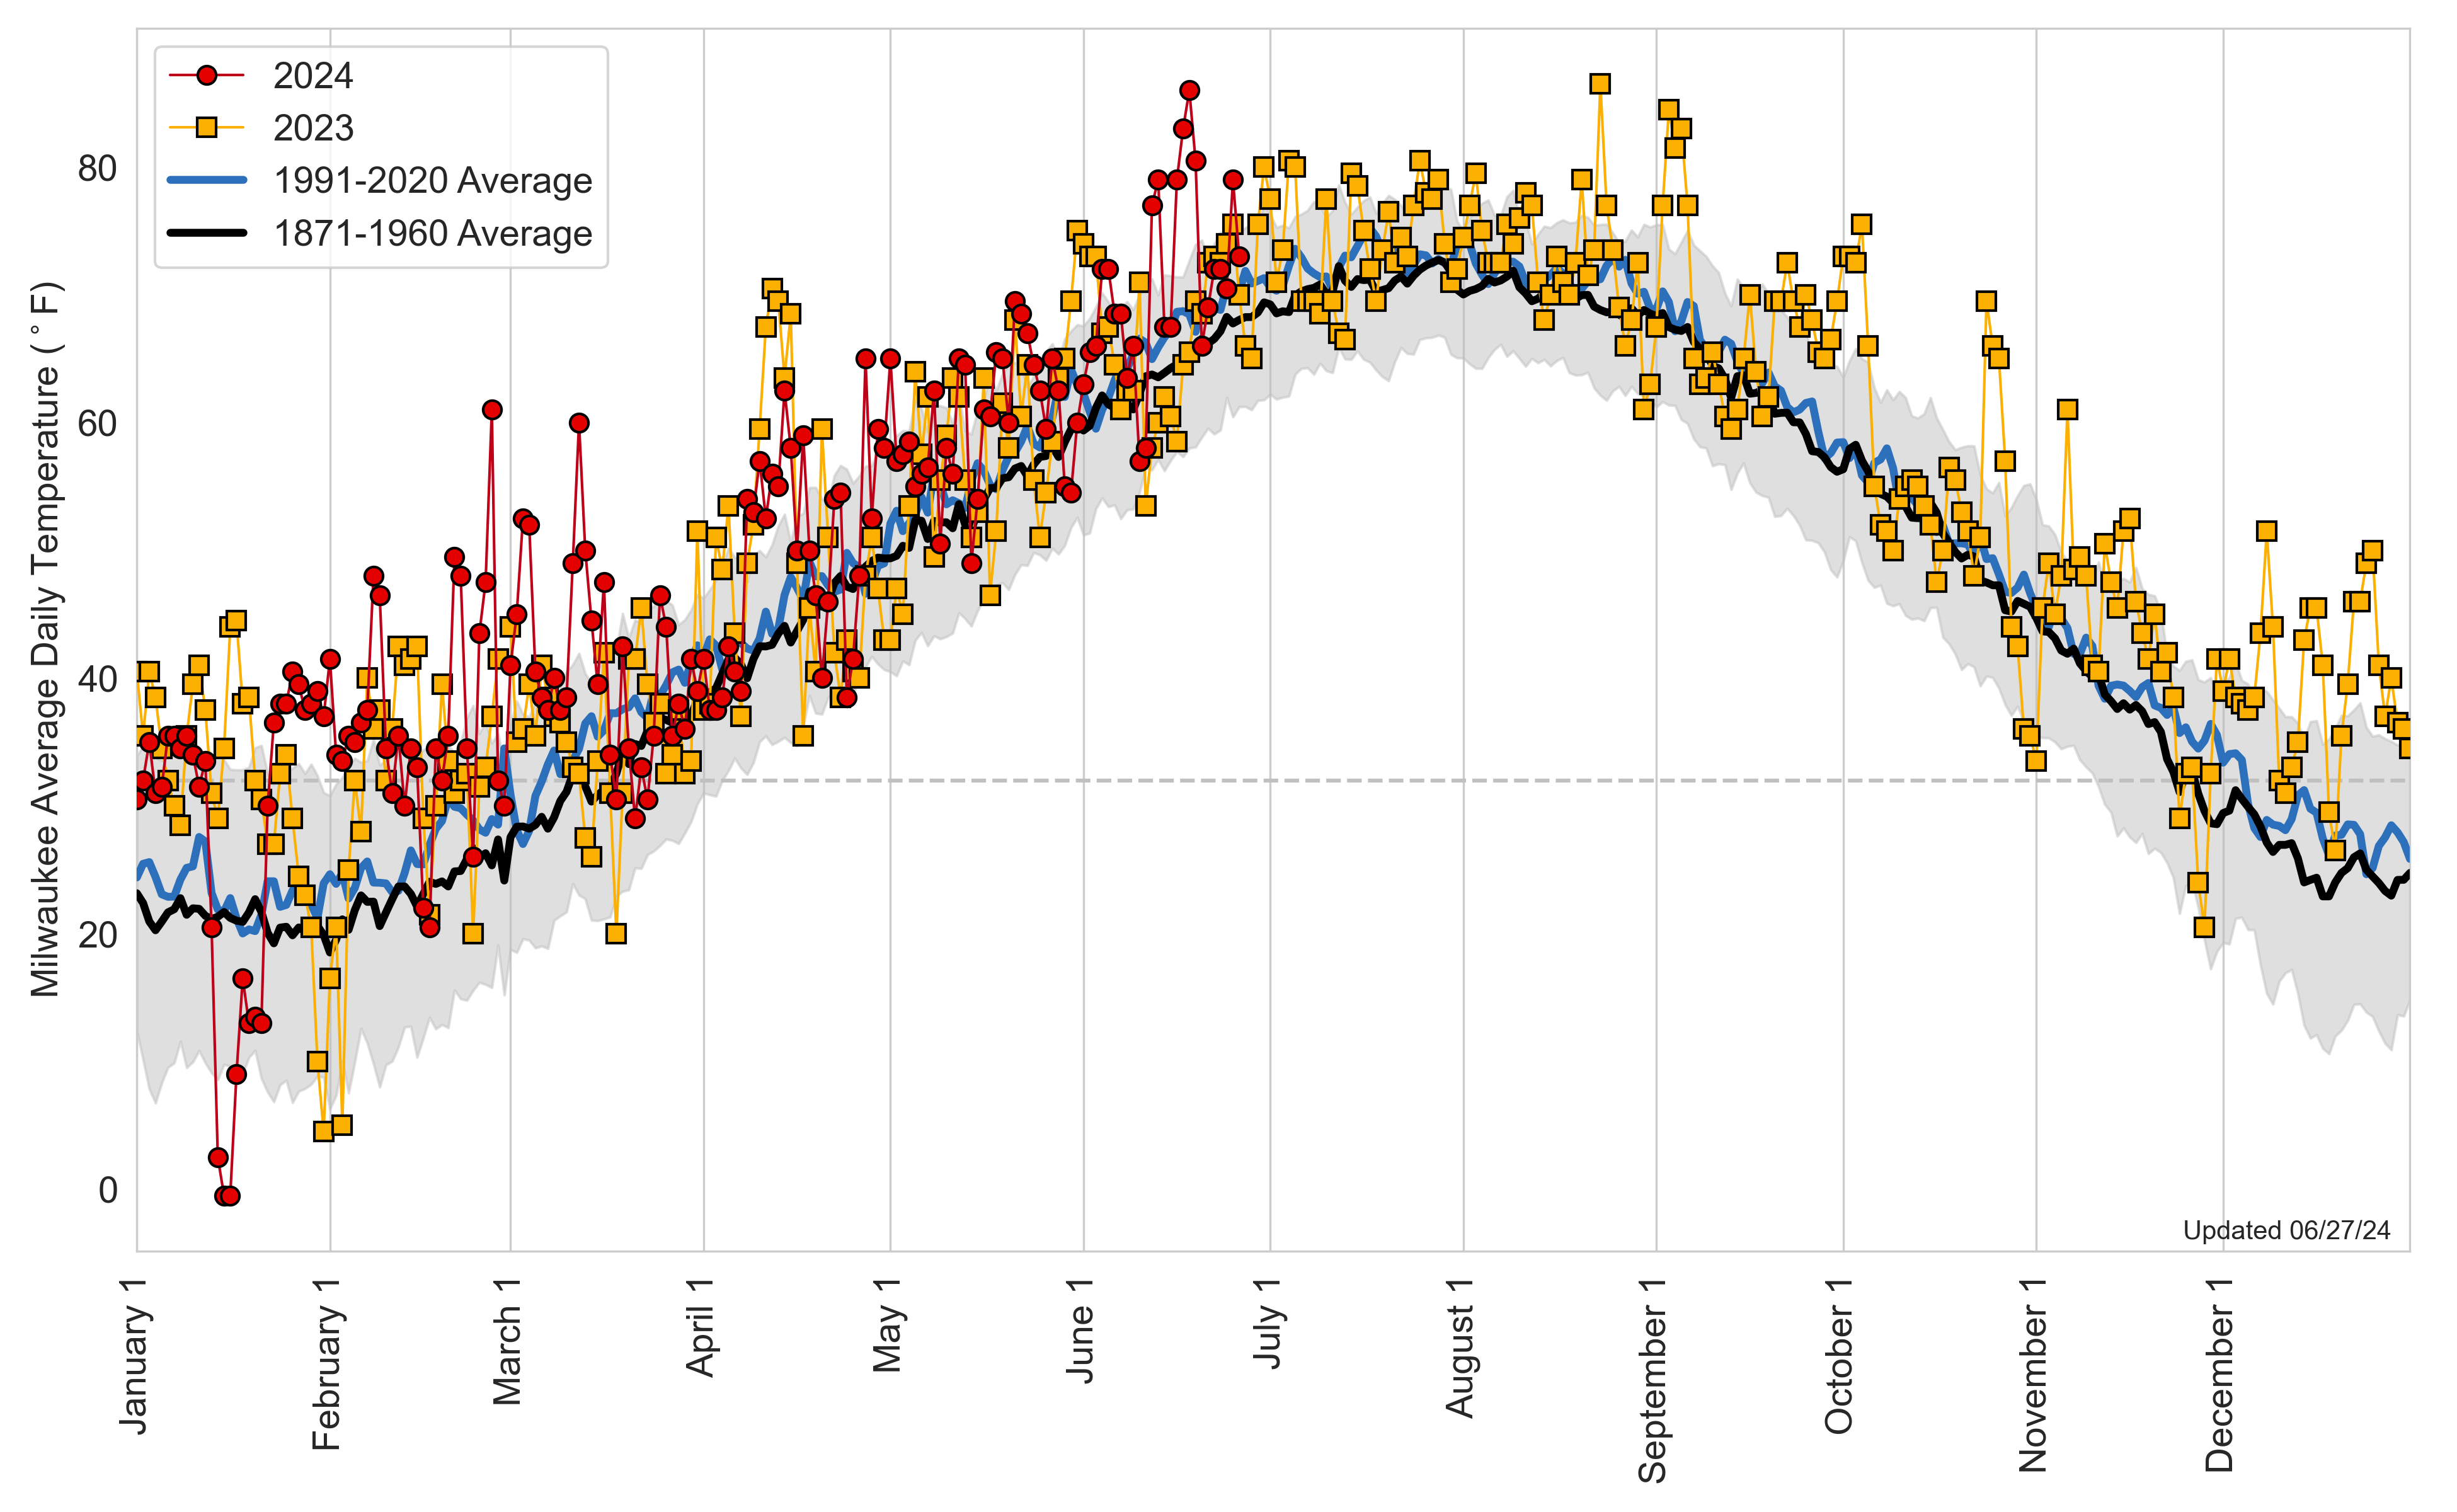 2024
2023
1991-2020 Average
1871-1960 Average
Milwaukee Average Daily Temperature (°F)
80
60
40
20
0
Updated 06/27/24
January 1
February 1
March 1
April 1
May 1
June 1
July 1
August 1
September 1
October 1
November 1
December 1